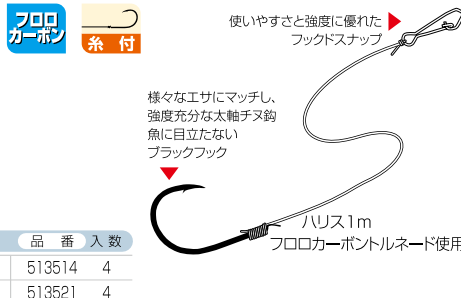 フロロ
カーボン
糸付
使いやすさと強度に優れた
フックドスナップ
様々なエサにマッチし、
強度充分な太軸チヌ鈎
魚に目立たない
ブラックフック
ハリス1m
フロロカーボントルネード使用
品番 入数
513514 4
513521 4